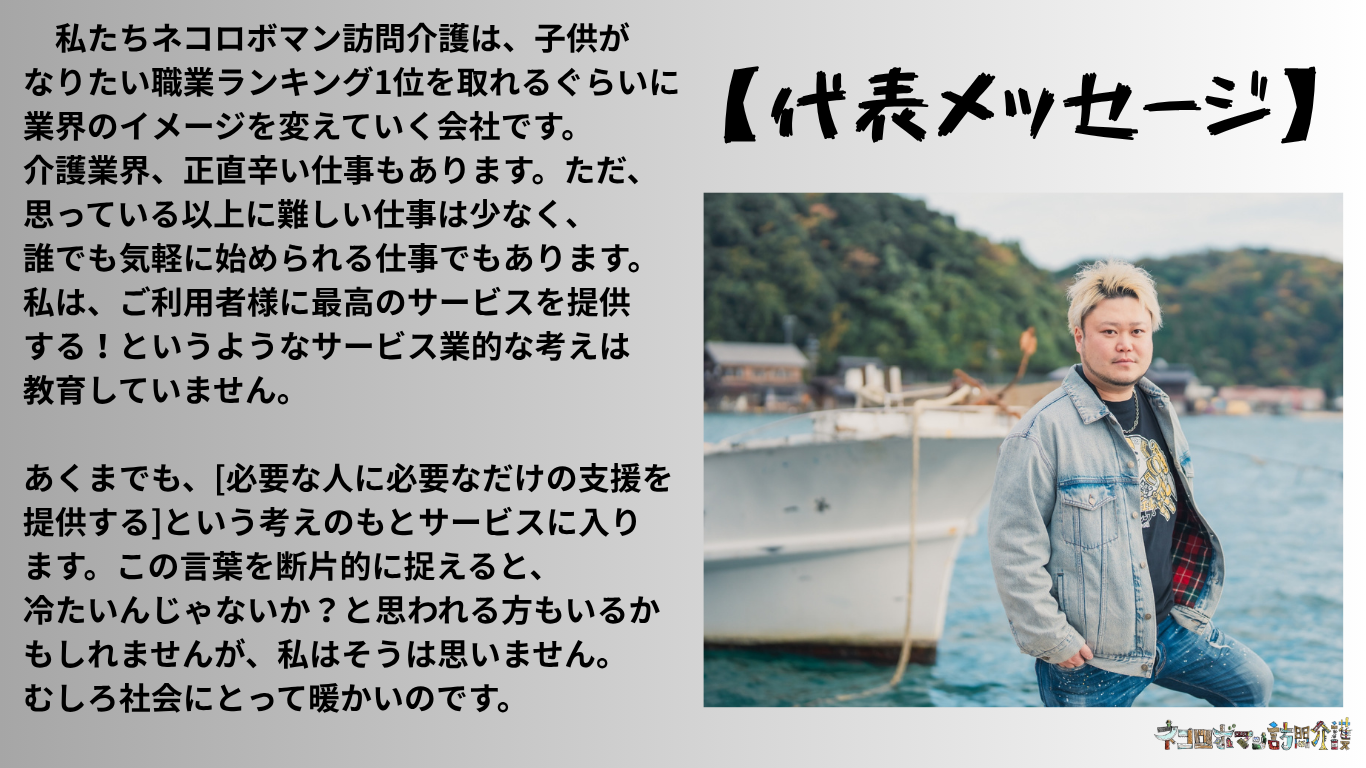 私たちネコロボマン訪問介護は、子供が
なりたい職業ランキング1位を取れるぐらいに
業界のイメージを変えていく会社です。
介護業界、正直辛い仕事もあります。ただ、
思っている以上に難しい仕事は少なく、
誰でも気軽に始められる仕事でもあります。
私は、ご利用者様に最高のサービスを提供
する！というようなサービス業的な考えは
教育していません。
あくまでも、[必要な人に必要なだけの支援を
提供する]という考えのもとサービスに入り
ます。この言葉を断片的に捉えると、
冷たいんじゃないか？と思われる方もいるか
もしれませんが、私はそうは思いません。
むしろ社会にとって暖かいのです。
【代表メッセージ】
ネコロボマン訪問介護